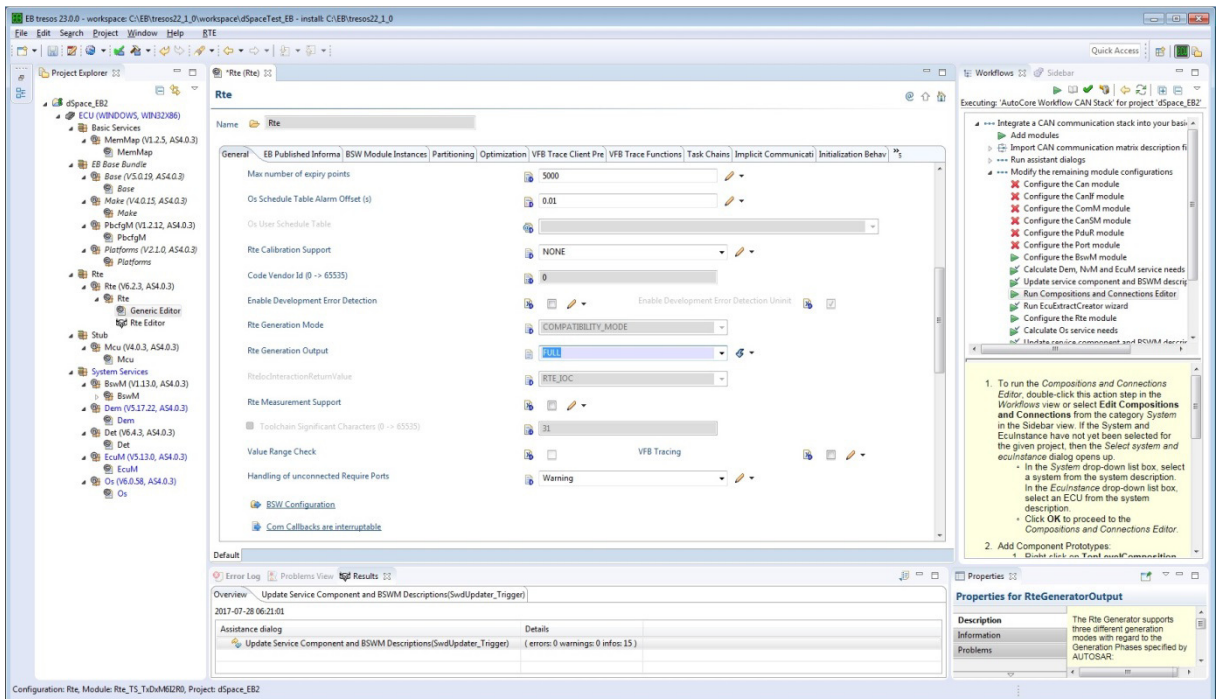 EB tresos 23.0.0 - workspace: C:\EB\tresos22_1_0\workspace\dSpaceTest_EB - install: C:\EB\tresos22_1_0
File Edit Search Project Window Help RTE
Quick Access
Project Explorer
dSpace_EB2
ECU (WINDOWS, WIN32X86)
Basic Services
MemMap (V1.2.5, AS4.0.3)
MemMap
EB Base Bundle
Base (V5.0.19, AS4.0.3)
Base
Make (V4.0.15, AS4.0.3)
Make
PbcfgM (V1.2.12, AS4.0.3)
PbcfgM
Platforms (V2.1.0, AS4.0.3)
Platforms
Rte
Rte (V6.2.3, AS4.0.3)
Rte
Generic Editor
Rte Editor
Stub
Mcu (V4.0.3, AS4.0.3)
Mcu
System Services
BswM (V1.13.0, AS4.0.3)
BswM
Dem (V5.17.22, AS4.0.3)
Dem
Det (V6.4.3, AS4.0.3)
Det
EcuM (V5.13.0, AS4.0.3)
EcuM
Os (V6.0.58, AS4.0.3)
Os
*Rte (Rte)
Rte
Name Rte
General EB Published Informa BSW Module Instances Partitioning Optimization VFB Trace Client Pre VFB Trace Functions Task Chains Implicit Communicati Initialization Behav »5
Max number of expiry points 5000
Os Schedule Table Alarm Offset (s) 0.01
Os User Schedule Table
Rte Calibration Support NONE
Code Vendor Id (0 -> 65535) 0
Enable Development Error Detection Enable Development Error Detection Uninit
Rte Generation Mode COMPATIBILITY_MODE
Rte Generation Output FULL
RteIocInteractionReturnValue RTE_IOC
Rte Measurement Support
Toolchain Significant Characters (0 -> 65535) 31
Value Range Check VFB Tracing
Handling of unconnected Require Ports Warning
BSW Configuration
Com Callbacks are interruptable
Default
Error Log Problems View Results
Overview Update Service Component and BSWM Descriptions(SwdUpdater_Trigger)
2017-07-28 06:21:01
Assistance dialog Details
Update Service Component and BSWM Descriptions(SwdUpdater_Trigger) ( errors: 0 warnings: 0 infos: 15 )
Workflows Sidebar
Executing: 'AutoCore Workflow CAN Stack' for project 'dSpace_EB2'
Integrate a CAN communication stack into your basi
Add modules
Import CAN communication matrix description fi
Run assistant dialogs
Modify the remaining module configurations
Configure the Can module
Configure the CanIf module
Configure the ComM module
Configure the CanSM module
Configure the PduR module
Configure the Port module
Configure the BswM module
Calculate Dem, NvM and EcuM service needs
Update service component and BSWM descrip
Run Compositions and Connections Editor
Run EcuExtractCreator wizard
Configure the Rte module
Calculate Os service needs
Update service component and BSWM descrip
1. To run the Compositions and Connections
Editor, double-click this action step in the
Workflows view or select Edit Compositions
and Connections from the category System
in the Sidebar view. If the System and
EcuInstance have not yet been selected for
the given project, then the Select system and
ecuInstance dialog opens up.
• In the System drop-down list box, select
a system from the system description.
In the EcuInstance drop-down list box,
select an ECU from the system
description.
• Click OK to proceed to the
Compositions and Connections Editor.
2. Add Component Prototypes:
1. Right click on TopLevelComposition
Properties
Properties for RteGeneratorOutput
Description
Information
Problems
The Rte Generator supports
three different generation
modes with regard to the
Generation Phases specified by
AUTOSAR:
Configuration: Rte, Module: Rte_TS_TxDxM6I2R0, Project: dSpace_EB2